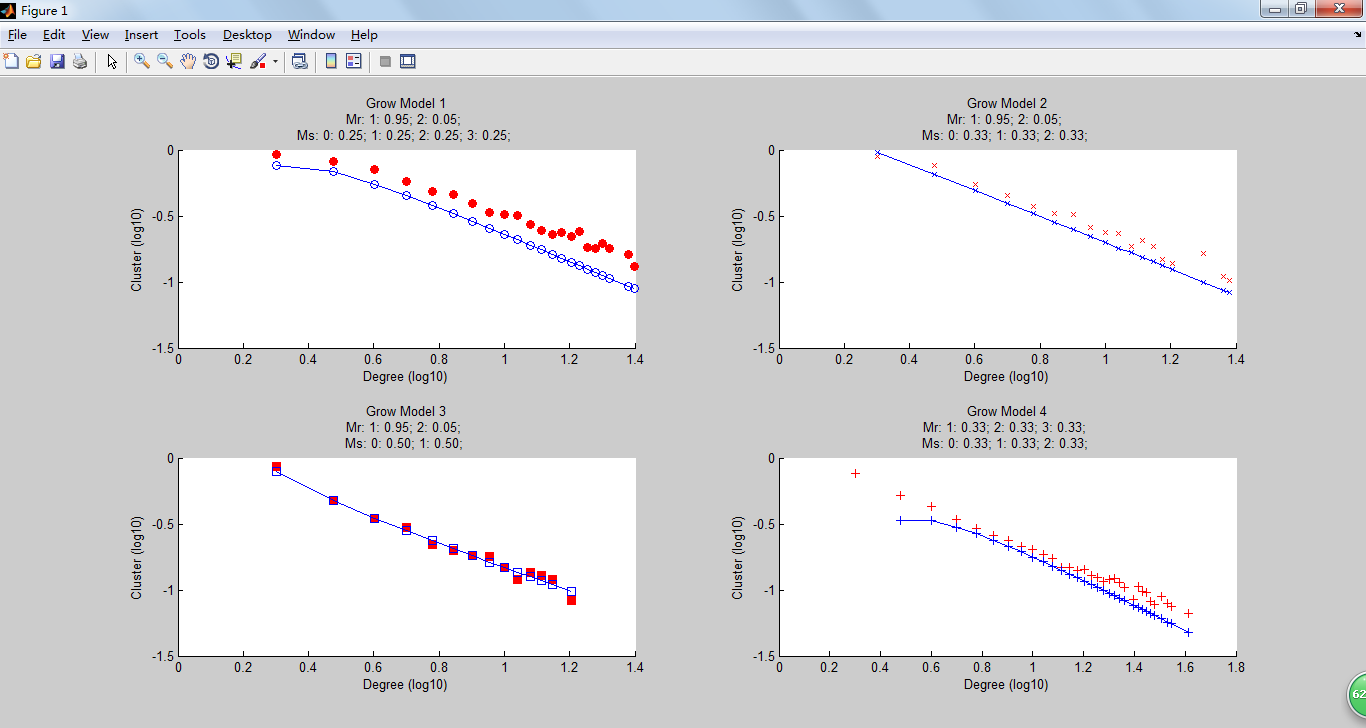 Figure 1
File Edit View Insert Tools Desktop Window Help
Grow Model 1
Mr: 1: 0.95; 2: 0.05;
Ms: 0: 0.25; 1: 0.25; 2: 0.25; 3: 0.25;
0
-0.5
-1
-1.5
Cluster (log10)
0 0.2 0.4 0.6 0.8 1 1.2 1.4
Degree (log10)
Grow Model 2
Mr: 1: 0.95; 2: 0.05;
Ms: 0: 0.33; 1: 0.33; 2: 0.33;
0
-0.5
-1
-1.5
Cluster (log10)
0 0.2 0.4 0.6 0.8 1 1.2 1.4
Degree (log10)
Grow Model 3
Mr: 1: 0.95; 2: 0.05;
Ms: 0: 0.50; 1: 0.50;
0
-0.5
-1
-1.5
Cluster (log10)
0 0.2 0.4 0.6 0.8 1 1.2 1.4
Degree (log10)
Grow Model 4
Mr: 1: 0.33; 2: 0.33; 3: 0.33;
Ms: 0: 0.33; 1: 0.33; 2: 0.33;
0
-0.5
-1
-1.5
Cluster (log10)
0 0.2 0.4 0.6 0.8 1 1.2 1.4 1.6 1.8
Degree (log10)
62